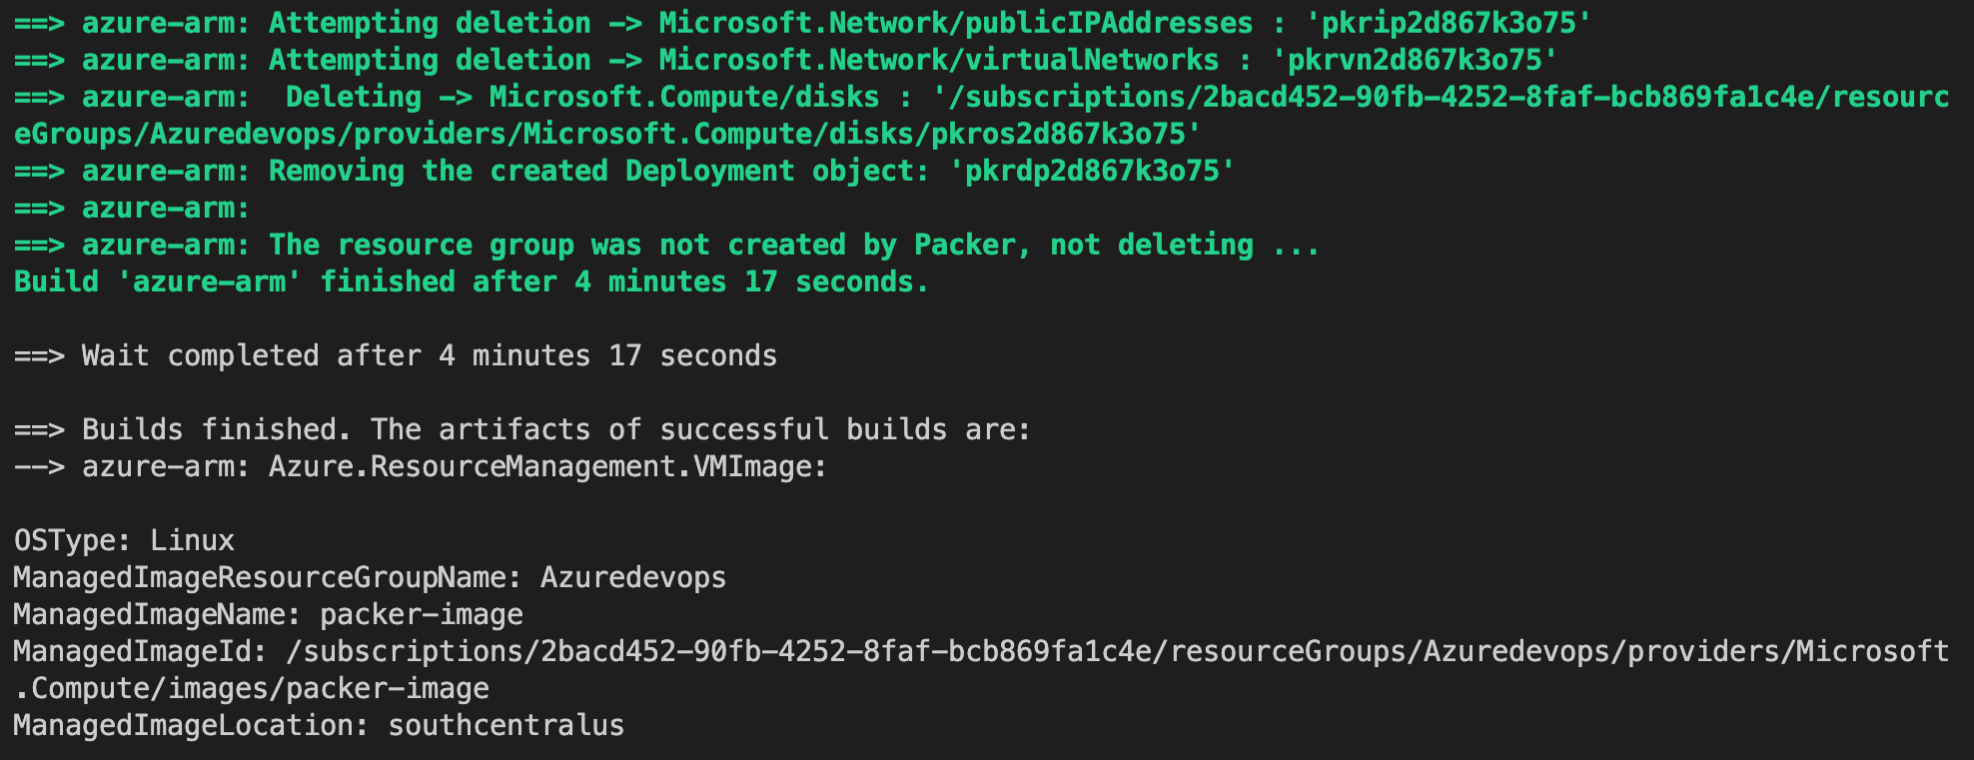 ==> azure-arm: Attempting deletion -> Microsoft.Network/publicIPAddresses : 'pkrip2d867k3o75'
==> azure-arm: Attempting deletion -> Microsoft.Network/virtualNetworks : 'pkrvn2d867k3o75'
==> azure-arm:  Deleting -> Microsoft.Compute/disks : '/subscriptions/2bacd452-90fb-4252-8faf-bcb869fa1c4e/resourc
eGroups/Azuredevops/providers/Microsoft.Compute/disks/pkros2d867k3o75'
==> azure-arm: Removing the created Deployment object: 'pkrdp2d867k3o75'
==> azure-arm:
==> azure-arm: The resource group was not created by Packer, not deleting ...
Build 'azure-arm' finished after 4 minutes 17 seconds.
==> Wait completed after 4 minutes 17 seconds
==> Builds finished. The artifacts of successful builds are:
--> azure-arm: Azure.ResourceManagement.VMImage:
OSType: Linux
ManagedImageResourceGroupName: Azuredevops
ManagedImageName: packer-image
ManagedImageId: /subscriptions/2bacd452-90fb-4252-8faf-bcb869fa1c4e/resourceGroups/Azuredevops/providers/Microsoft
.Compute/images/packer-image
ManagedImageLocation: southcentralus